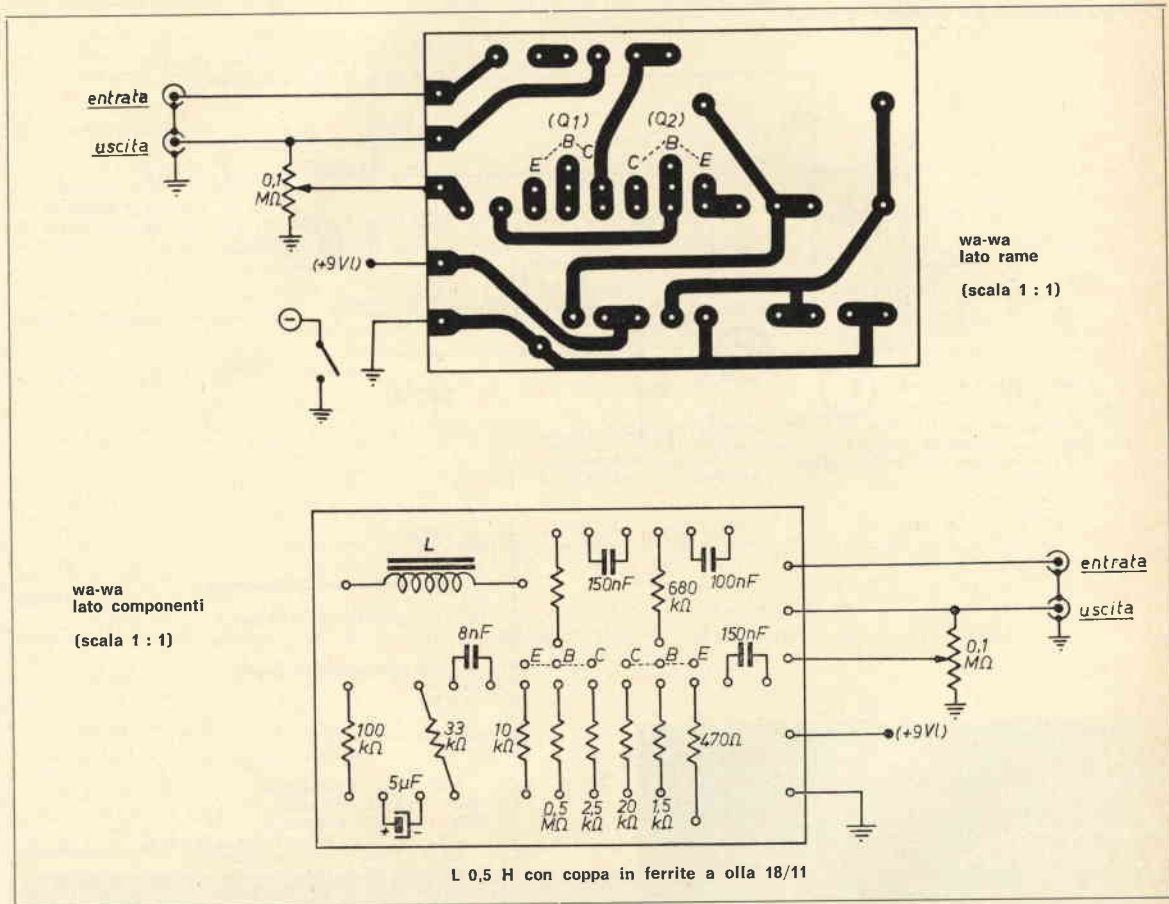 entrata
uscita
0,1 MΩ
(+9Vl)
-
(Q1)
(Q2)
E B C
C B E
wa-wa
lato rame
(scala 1 : 1)
wa-wa
lato componenti
(scala 1 : 1)
L
150nF
680 kΩ
100nF
8nF
150nF
E B C
C B E
100 kΩ
33 kΩ
10 kΩ
470Ω
5µF
+ -
0,5 MΩ
2,5 kΩ
20 kΩ
1,5 kΩ
entrata
uscita
0,1 MΩ
(+9Vl)
L 0,5 H con coppa in ferrite a olla 18/11